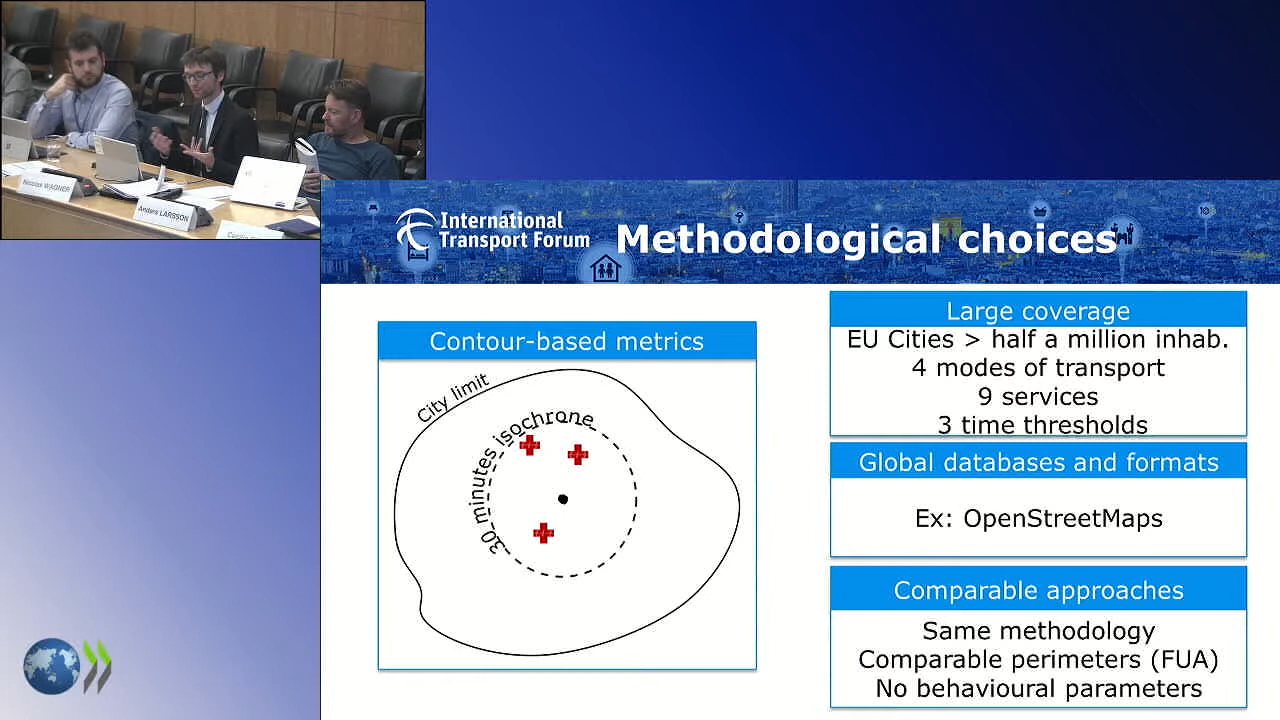 Nicolas WAGNER
Anders LARSSON
International
Transport Forum
Methodological choices
Contour-based metrics
City limit
30 minutes isochrone
Large coverage
EU Cities > half a million inhab.
4 modes of transport
9 services
3 time thresholds
Global databases and formats
Ex: OpenStreetMaps
Comparable approaches
Same methodology
Comparable perimeters (FUA)
No behavioural parameters